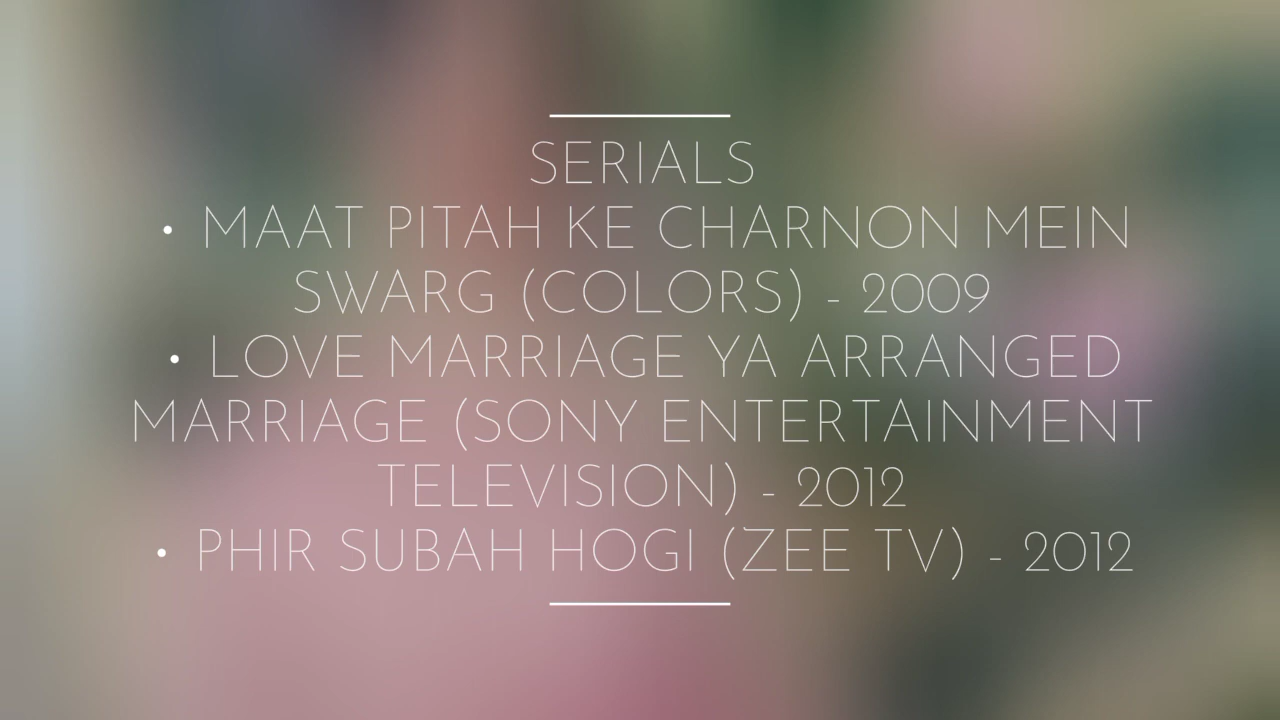 SERIALS
• MAAT PITAH KE CHARNON MEIN
SWARG (COLORS) - 2009
• LOVE MARRIAGE YA ARRANGED
MARRIAGE (SONY ENTERTAINMENT
TELEVISION) - 2012
• PHIR SUBAH HOGI (ZEE TV) - 2012